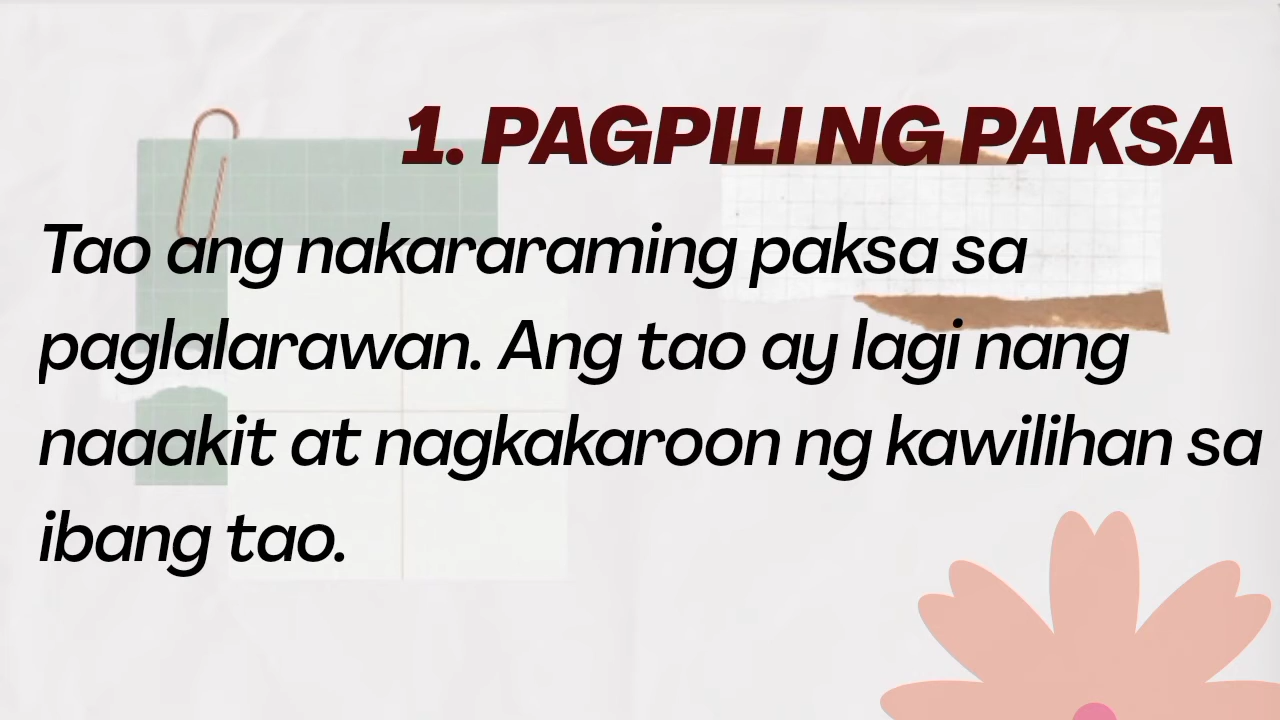 1. PAGPILI NG PAKSA
Tao ang nakararaming paksa sa
paglalarawan. Ang tao ay lagi nang
naaakit at nagkakaroon ng kawilihan sa
ibang tao.